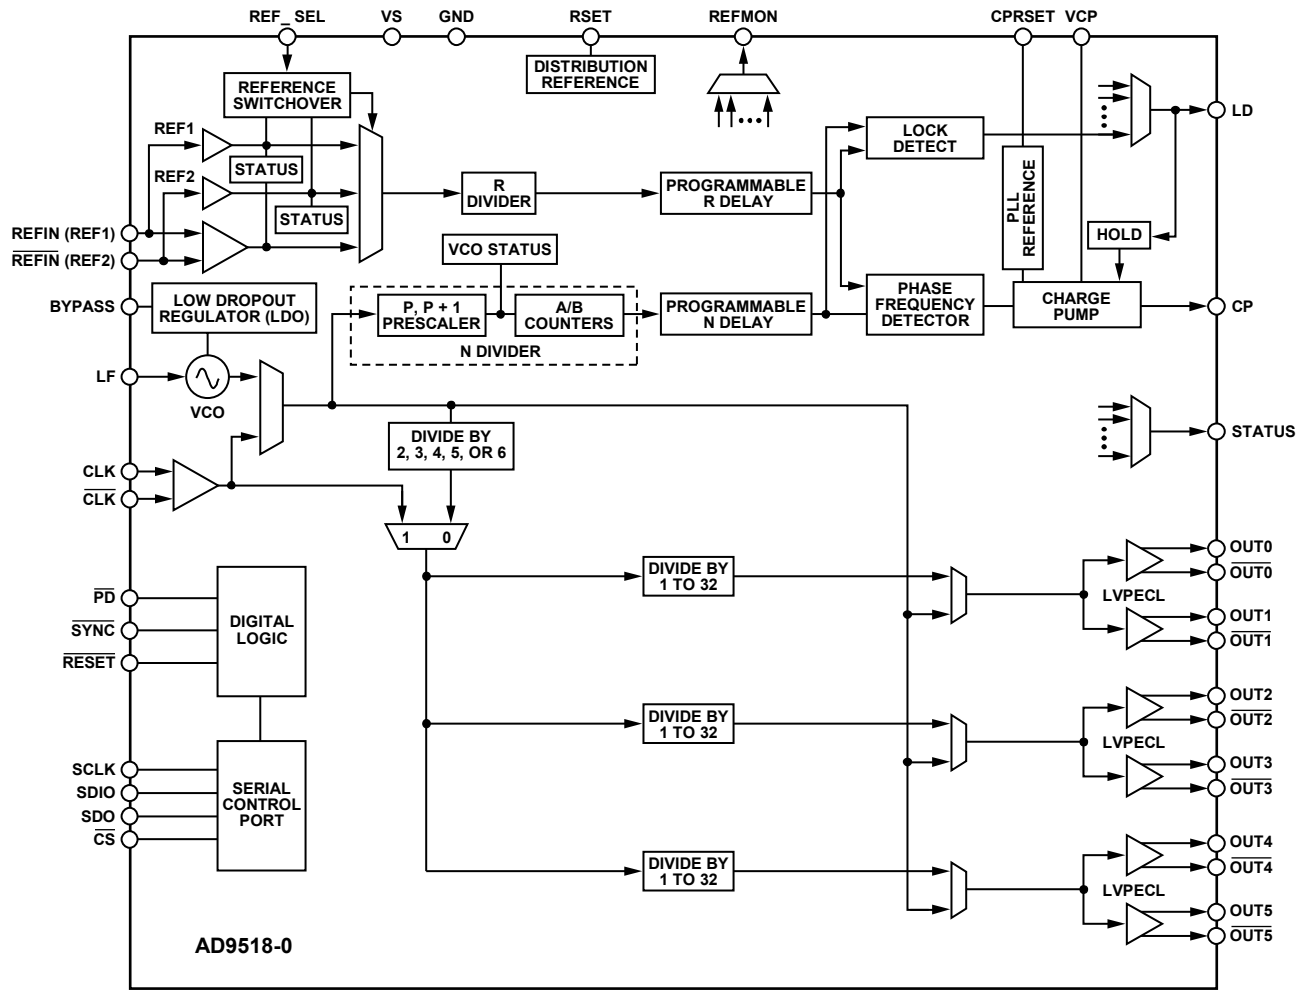 REF_ SEL
VS
GND
RSET
REFMON
CPRSET
VCP
DISTRIBUTION
REFERENCE
REFERENCE
SWITCHOVER
REF1
STATUS
REF2
STATUS
R
DIVIDER
PROGRAMMABLE
R DELAY
LOCK
DETECT
PLL
REFERENCE
HOLD
LD
REFIN (REF1)
REFIN (REF2)
VCO STATUS
BYPASS
LOW DROPOUT
REGULATOR (LDO)
P, P + 1
PRESCALER
A/B
COUNTERS
N DIVIDER
PROGRAMMABLE
N DELAY
PHASE
FREQUENCY
DETECTOR
CHARGE
PUMP
CP
LF
VCO
STATUS
DIVIDE BY
2, 3, 4, 5, OR 6
CLK
CLK
1
0
DIVIDE BY
1 TO 32
LVPECL
OUT0
OUT0
OUT1
OUT1
PD
SYNC
RESET
DIGITAL
LOGIC
DIVIDE BY
1 TO 32
LVPECL
OUT2
OUT2
OUT3
OUT3
SCLK
SDIO
SDO
CS
SERIAL
CONTROL
PORT
DIVIDE BY
1 TO 32
LVPECL
OUT4
OUT4
OUT5
OUT5
AD9518-0